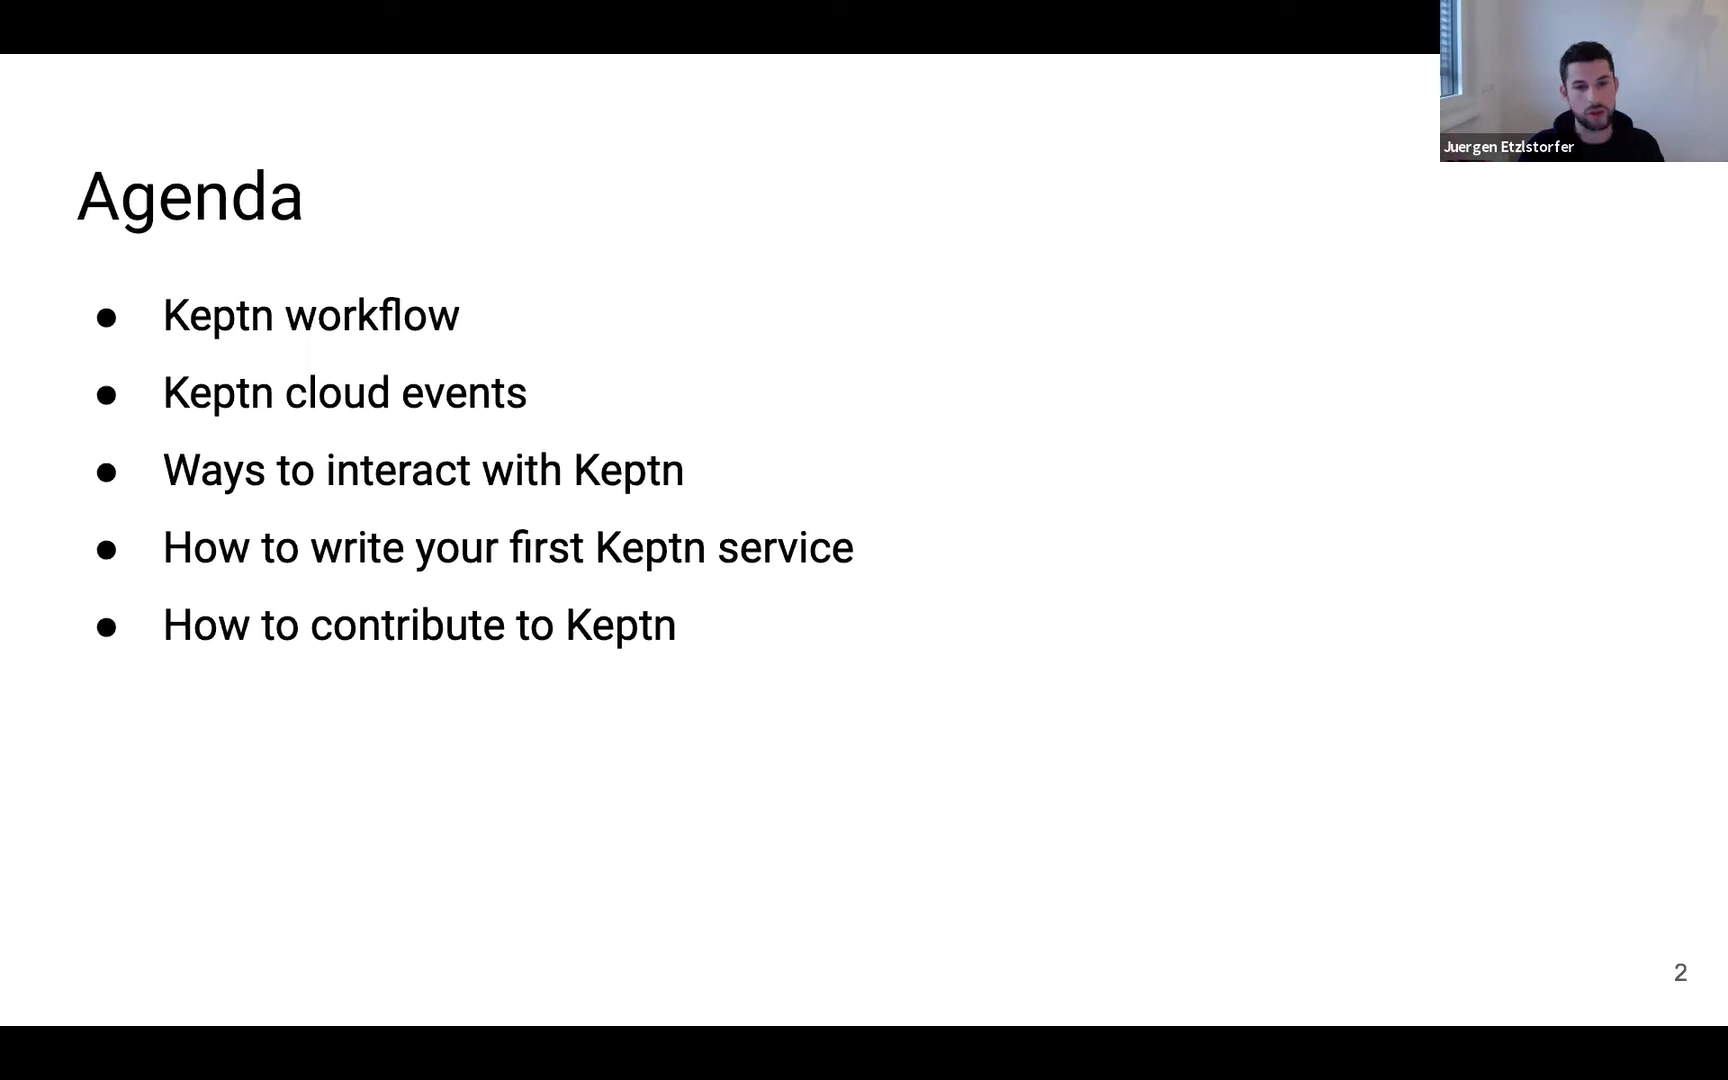 Juergen Etzlstorfer
Agenda
● Keptn workflow
● Keptn cloud events
● Ways to interact with Keptn
● How to write your first Keptn service
● How to contribute to Keptn
2